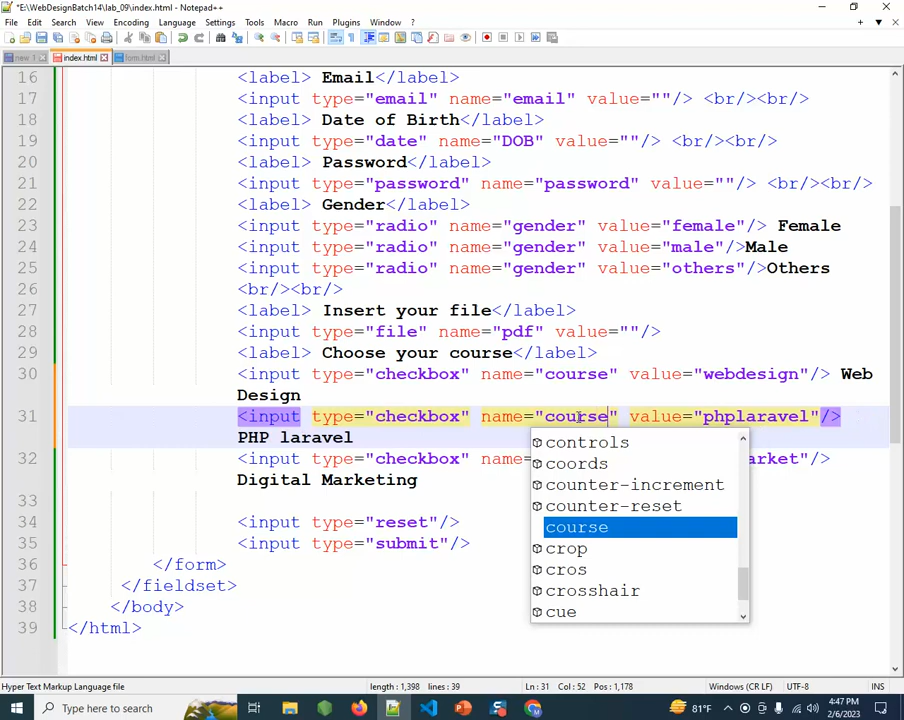 *E:\WebDesignBatch14\lab_09\index.html - Notepad++
File Edit Search View Encoding Language Settings Tools Macro Run Plugins Window ?
new 1 index.html form.html
16 <label> Email</label>
17 <input type="email" name="email" value=""/> <br/><br/>
18 <label> Date of Birth</label>
19 <input type="date" name="DOB" value=""/> <br/><br/>
20 <label> Password</label>
21 <input type="password" name="password" value=""/> <br/><br/>
22 <label> Gender</label>
23 <input type="radio" name="gender" value="female"/> Female
24 <input type="radio" name="gender" value="male"/>Male
25 <input type="radio" name="gender" value="others"/>Others
26 <br/><br/>
27 <label> Insert your file</label>
28 <input type="file" name="pdf" value=""/>
29 <label> Choose your course</label>
30 <input type="checkbox" name="course" value="webdesign"/> Web
Design
31 <input type="checkbox" name="course" value="phplaravel"/>
PHP laravel
32 <input type="checkbox" name= arket"/>
Digital Marketing
33
34 <input type="reset"/>
35 <input type="submit"/>
36 </form>
37 </fieldset>
38 </body>
39 </html>
controls
coords
counter-increment
counter-reset
course
crop
cros
crosshair
cue
Hyper Text Markup Language file length : 1,398 lines : 39 Ln : 31 Col : 52 Pos : 1,178 Windows (CR LF) UTF-8 INS
Type here to search 81°F 4:47 PM
2/6/2023